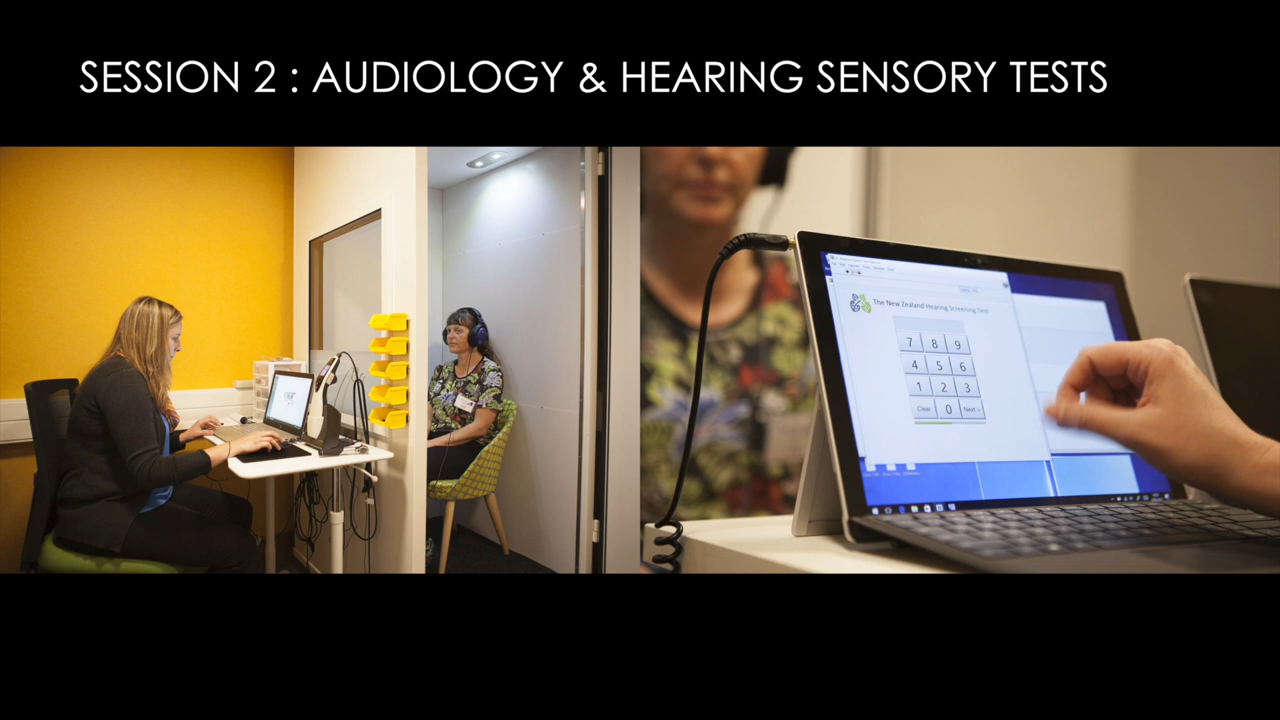 SESSION 2 : AUDIOLOGY & HEARING SENSORY TESTS
The New Zealand Hearing Screening Test
7 8 9
4 5 6
1 2 3
Clear 0 Next >